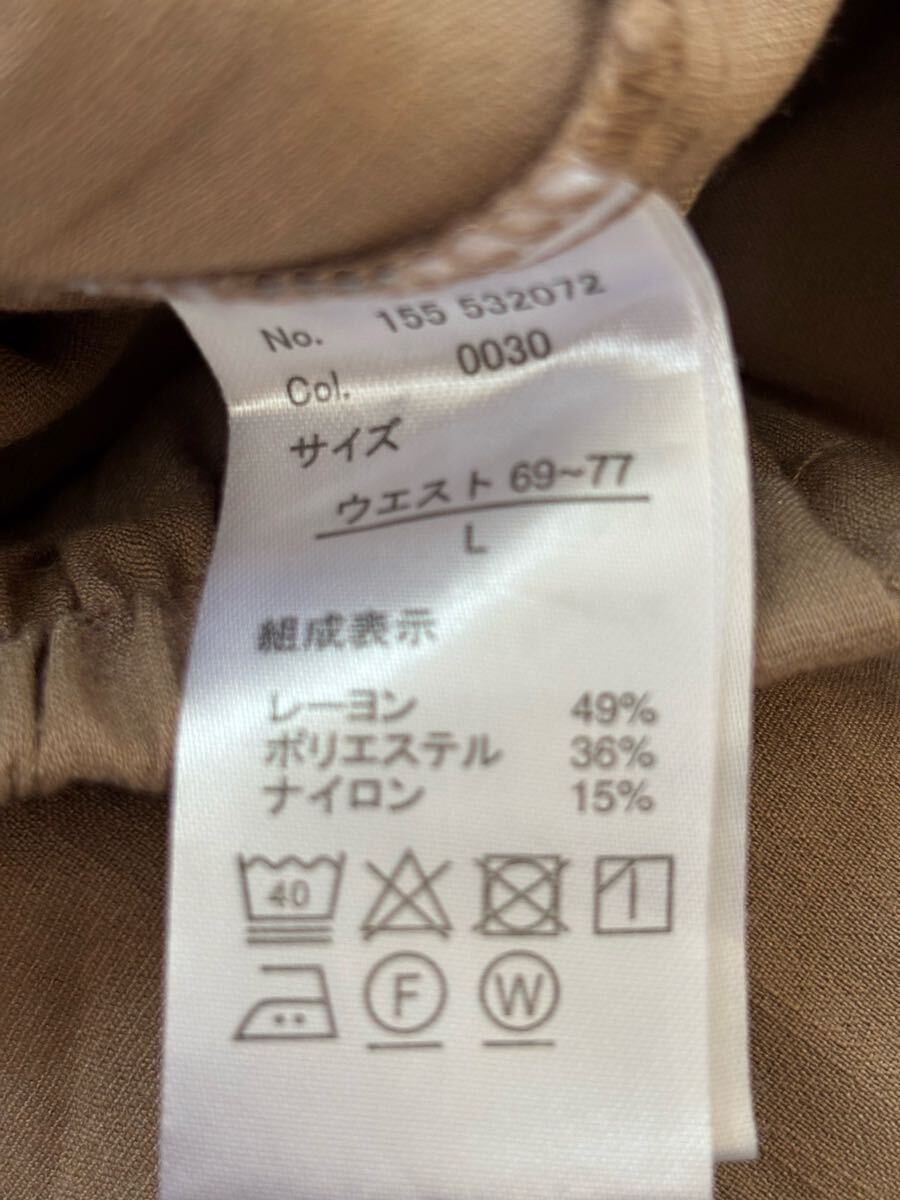 No. 155 532072
Col. 0030
サイズ
ウエスト 69~77
L
組成表示
レーヨン 49%
ポリエステル 36%
ナイロン 15%
40
F W